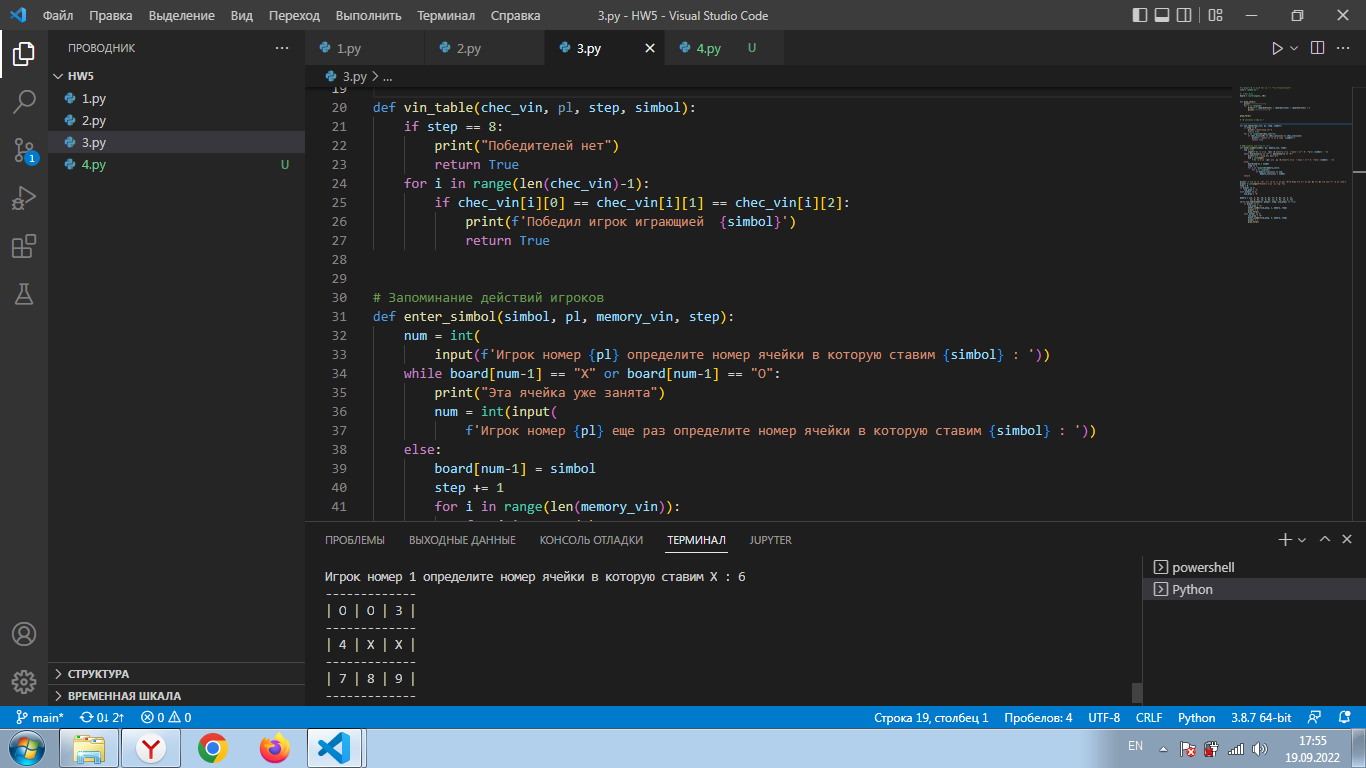 Файл Правка Выделение Вид Переход Выполнить Терминал Справка 3.py - HW5 - Visual Studio Code
ПРОВОДНИК ... 1.py 2.py 3.py 4.py U
3.py > ...
HW5
1.py
2.py
3.py
4.py U
19
20 def vin_table(chec_vin, pl, step, simbol):
21 if step == 8:
22 print("Победителей нет")
23 return True
24 for i in range(len(chec_vin)-1):
25 if chec_vin[i][0] == chec_vin[i][1] == chec_vin[i][2]:
26 print(f'Победил игрок играющией  {simbol}')
27 return True
28
29
30 # Запоминание действий игроков
31 def enter_simbol(simbol, pl, memory_vin, step):
32 num = int(
33 input(f'Игрок номер {pl} определите номер ячейки в которую ставим {simbol} : '))
34 while board[num-1] == "X" or board[num-1] == "O":
35 print("Эта ячейка уже занята")
36 num = int(input(
37 f'Игрок номер {pl} еще раз определите номер ячейки в которую ставим {simbol} : '))
38 else:
39 board[num-1] = simbol
40 step += 1
41 for i in range(len(memory_vin)):
ПРОБЛЕМЫ ВЫХОДНЫЕ ДАННЫЕ КОНСОЛЬ ОТЛАДКИ ТЕРМИНАЛ JUPYTER
Игрок номер 1 определите номер ячейки в которую ставим X : 6
-------------
| O | O | 3 |
-------------
| 4 | X | X |
-------------
| 7 | 8 | 9 |
-------------
powershell
Python
СТРУКТУРА
ВРЕМЕННАЯ ШКАЛА
1
main* 0↓ 2↑ 0 0 Строка 19, столбец 1 Пробелов: 4 UTF-8 CRLF Python 3.8.7 64-bit
EN 17:55
19.09.2022